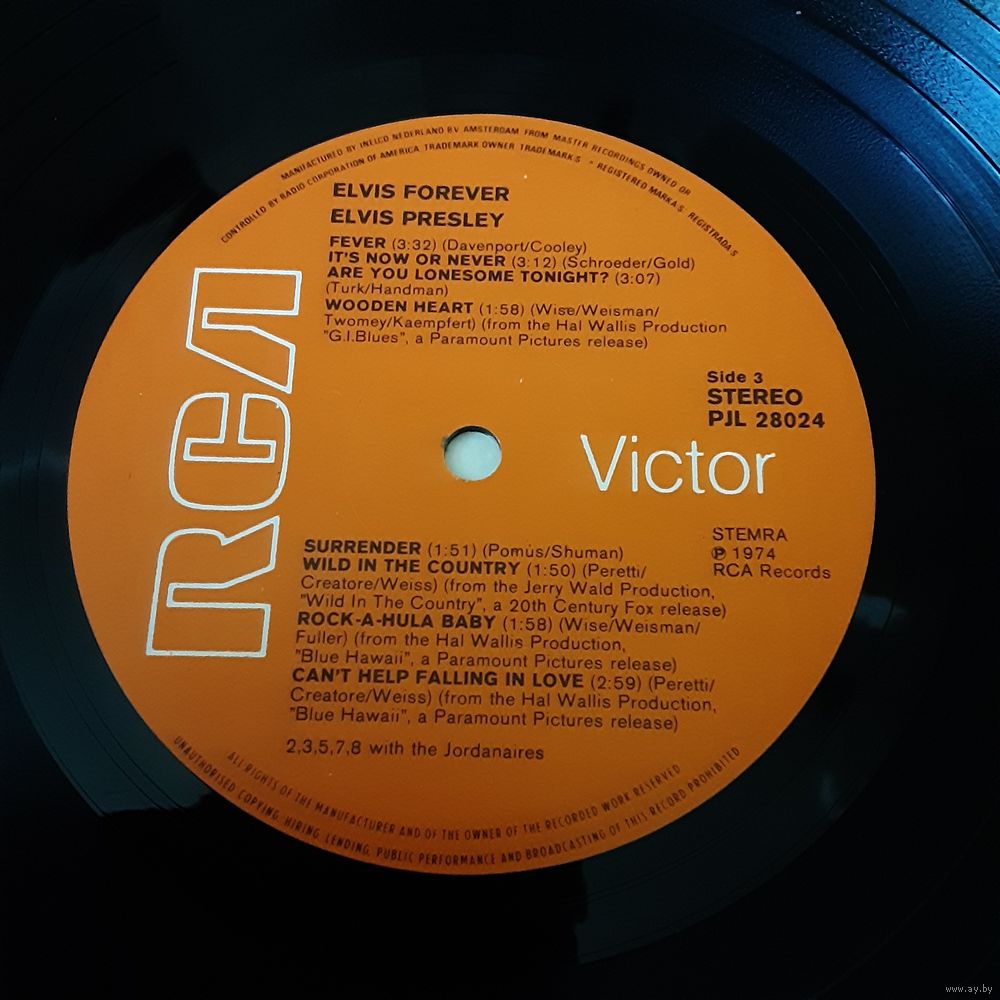 MANUFACTURED BY INELCO NEDERLAND B.V. AMSTERDAM FROM MASTER RECORDINGS OWNED OR
CONTROLLED BY RADIO CORPORATION OF AMERICA TRADEMARK OWNER TRADEMARKS - REGISTERED MARKA·S· REGISTRADA·S
ELVIS FOREVER
ELVIS PRESLEY
FEVER (3:32) (Davenport/Cooley)
IT'S NOW OR NEVER (3:12) (Schroeder/Gold)
ARE YOU LONESOME TONIGHT? (3:07)
(Turk/Handman)
WOODEN HEART (1:58) (Wise/Weisman/
Twomey/Kaempfert) (from the Hal Wallis Production
"G.I.Blues", a Paramount Pictures release)
Side 3
STEREO
PJL 28024
RCA
Victor
STEMRA
℗ 1974
RCA Records
SURRENDER (1:51) (Pomus/Shuman)
WILD IN THE COUNTRY (1:50) (Peretti/
Creatore/Weiss) (from the Jerry Wald Production,
"Wild In The Country", a 20th Century Fox release)
ROCK-A-HULA BABY (1:58) (Wise/Weisman/
Fuller) (from the Hal Wallis Production,
"Blue Hawaii", a Paramount Pictures release)
CAN'T HELP FALLING IN LOVE (2:59) (Peretti/
Creatore/Weiss) (from the Hal Wallis Production,
"Blue Hawaii", a Paramount Pictures release)
2,3,5,7,8 with the Jordanaires
ALL RIGHTS OF THE MANUFACTURER AND OF THE OWNER OF THE RECORDED WORK RESERVED
UNAUTHORISED COPYING, HIRING, LENDING, PUBLIC PERFORMANCE AND BROADCASTING OF THIS RECORD PROHIBITED
www.ay.by